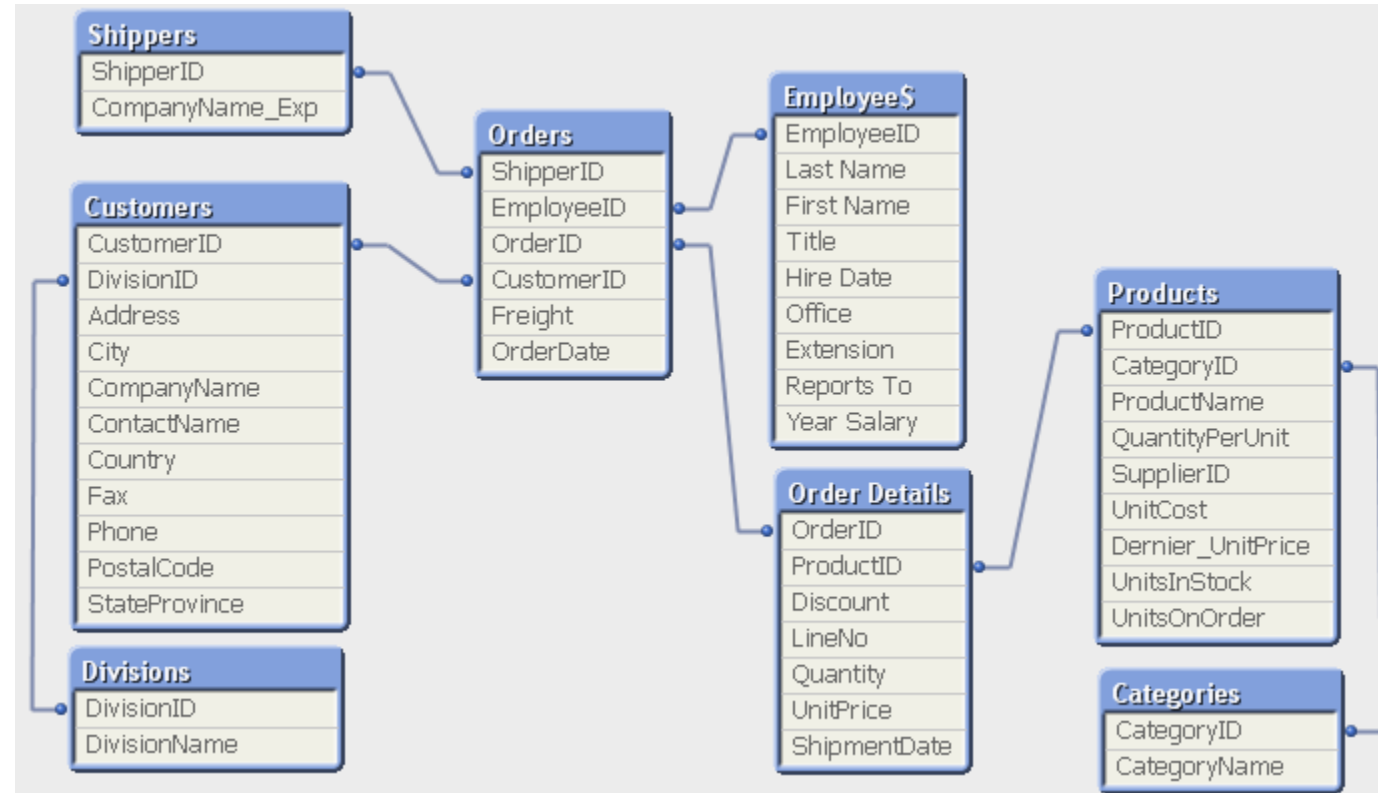 Shippers
ShipperID
CompanyName_Exp
Customers
CustomerID
DivisionID
Address
City
CompanyName
ContactName
Country
Fax
Phone
PostalCode
StateProvince
Divisions
DivisionID
DivisionName
Orders
ShipperID
EmployeeID
OrderID
CustomerID
Freight
OrderDate
Employee$
EmployeeID
Last Name
First Name
Title
Hire Date
Office
Extension
Reports To
Year Salary
Order Details
OrderID
ProductID
Discount
LineNo
Quantity
UnitPrice
ShipmentDate
Products
ProductID
CategoryID
ProductName
QuantityPerUnit
SupplierID
UnitCost
Dernier_UnitPrice
UnitsInStock
UnitsOnOrder
Categories
CategoryID
CategoryName